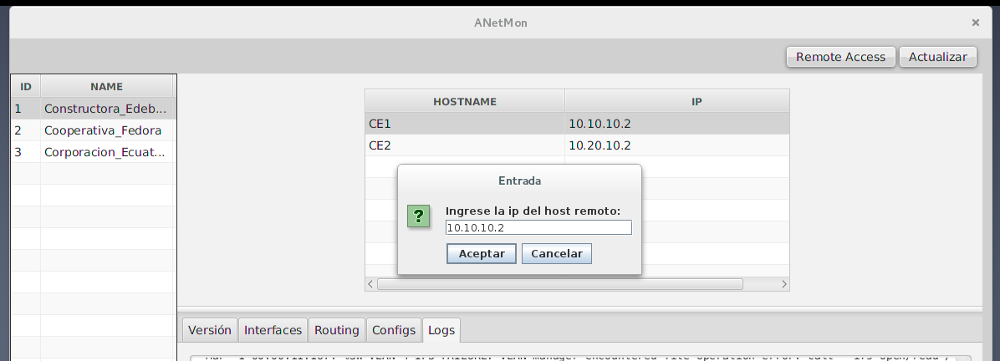 ANetMon
Remote Access Actualizar
ID NAME
1 Constructora_Edeb...
2 Cooperativa_Fedora
3 Corporacion_Ecuat...
HOSTNAME IP
CE1 10.10.10.2
CE2 10.20.10.2
Entrada
?
Ingrese la ip del host remoto:
10.10.10.2
Aceptar Cancelar
Versión Interfaces Routing Configs Logs